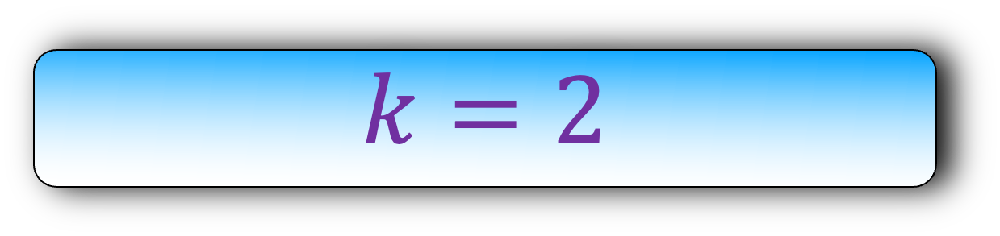 k = 2